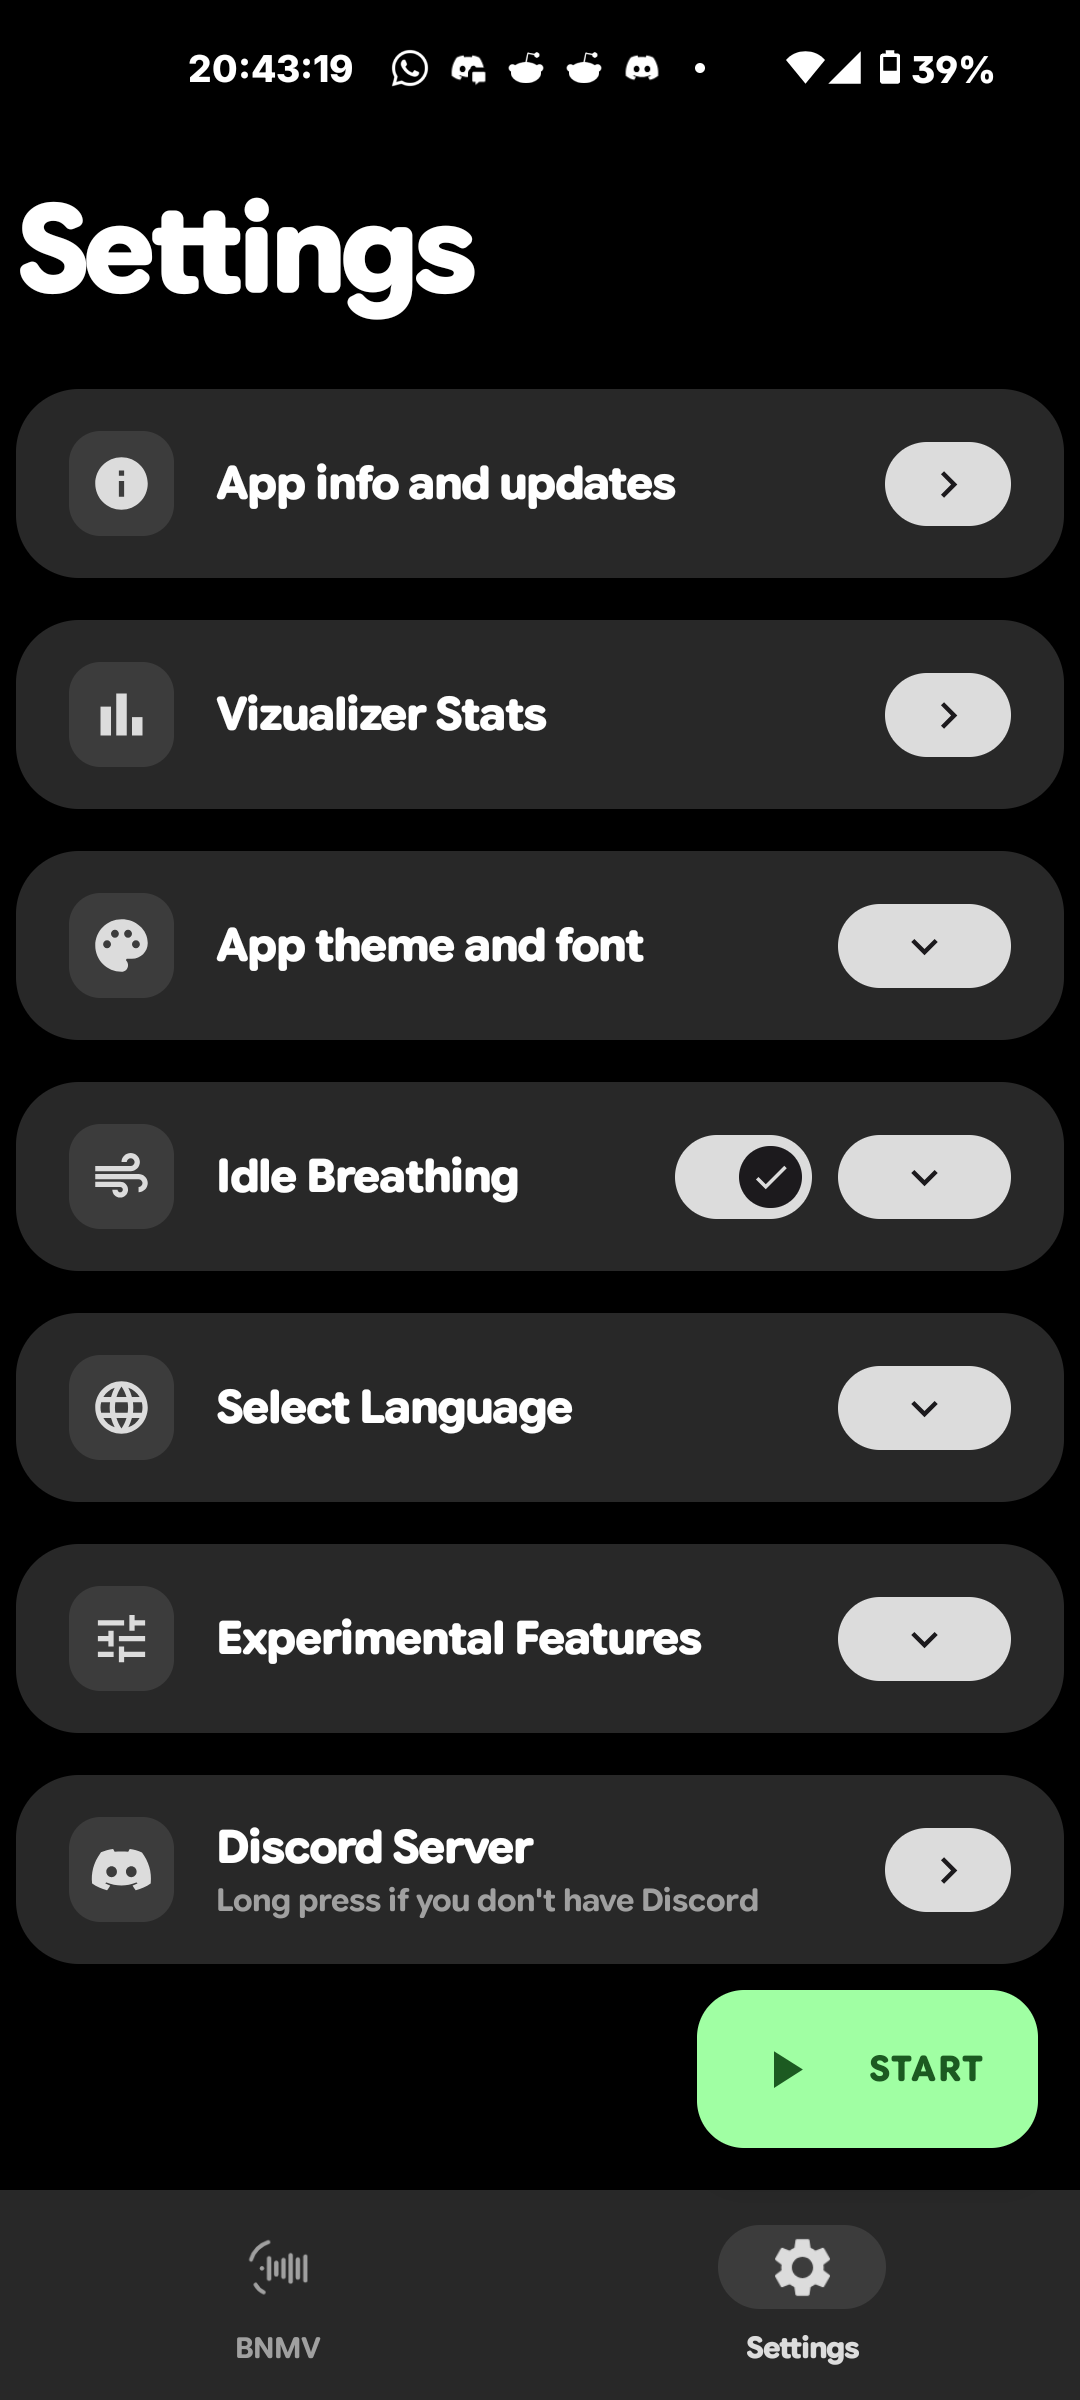 20:43:19
39%
Settings
App info and updates
Vizualizer Stats
App theme and font
Idle Breathing
Select Language
Experimental Features
Discord Server
Long press if you don't have Discord
START
BNMV
Settings